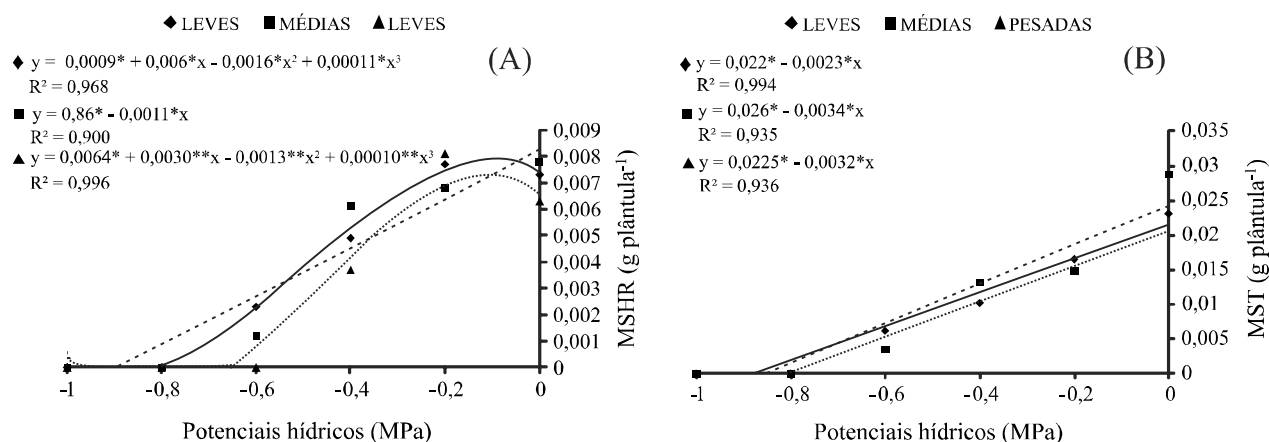 ◆ LEVES ■ MÉDIAS ▲ LEVES
(A)
◆ y = 0,0009* + 0,006*x - 0,0016*x² + 0,00011*x³
R² = 0,968
■ y = 0,86* - 0,0011*x
R² = 0,900
▲ y = 0,0064* + 0,0030**x - 0,0013**x² + 0,00010**x³
R² = 0,996
0,009
0,008
0,007
0,006
0,005
0,004
0,003
0,002
0,001
0
MSHR (g plântula⁻¹)
-1 -0,8 -0,6 -0,4 -0,2 0
Potenciais hídricos (MPa)
◆ LEVES ■ MÉDIAS ▲ PESADAS
(B)
◆ y = 0,022* - 0,0023*x
R² = 0,994
■ y = 0,026* - 0,0034*x
R² = 0,935
▲ y = 0,0225* - 0,0032*x
R² = 0,936
0,035
0,03
0,025
0,02
0,015
0,01
0,005
0
MST (g plântula⁻¹)
-1 -0,8 -0,6 -0,4 -0,2 0
Potenciais hídricos (MPa)